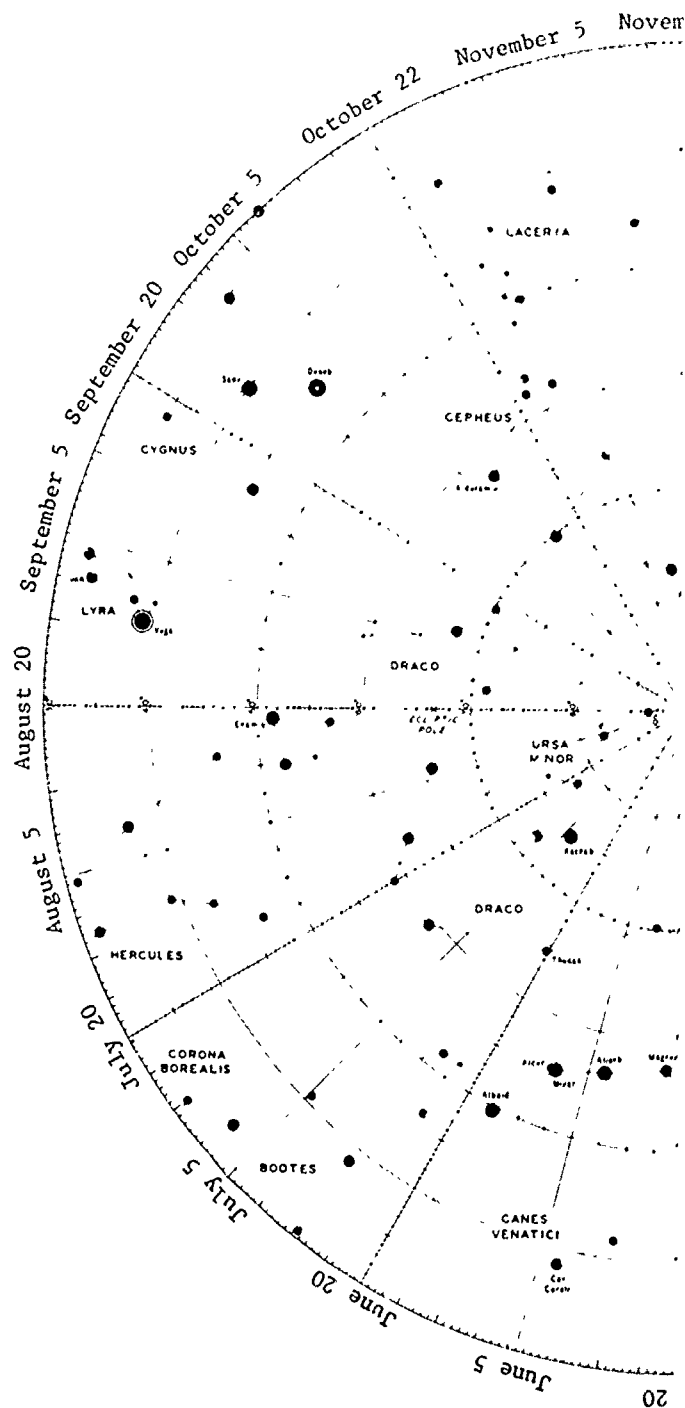 Novem
November 5
October 22
October 5
LACERTA
September 20
Deneb
CEPHEUS
CYGNUS
September 5
LYRA
Vega
DRACO
August 20
ECLIPTIC
POLE
URSA
MINOR
Kochab
August 5
DRACO
HERCULES
Thuban
July 20
CORONA
BOREALIS
Alcor
Mizar
Alioth
Alkaid
BOOTES
July 5
CANES
VENATICI
June 20
Cor
Caroli
June 5
20